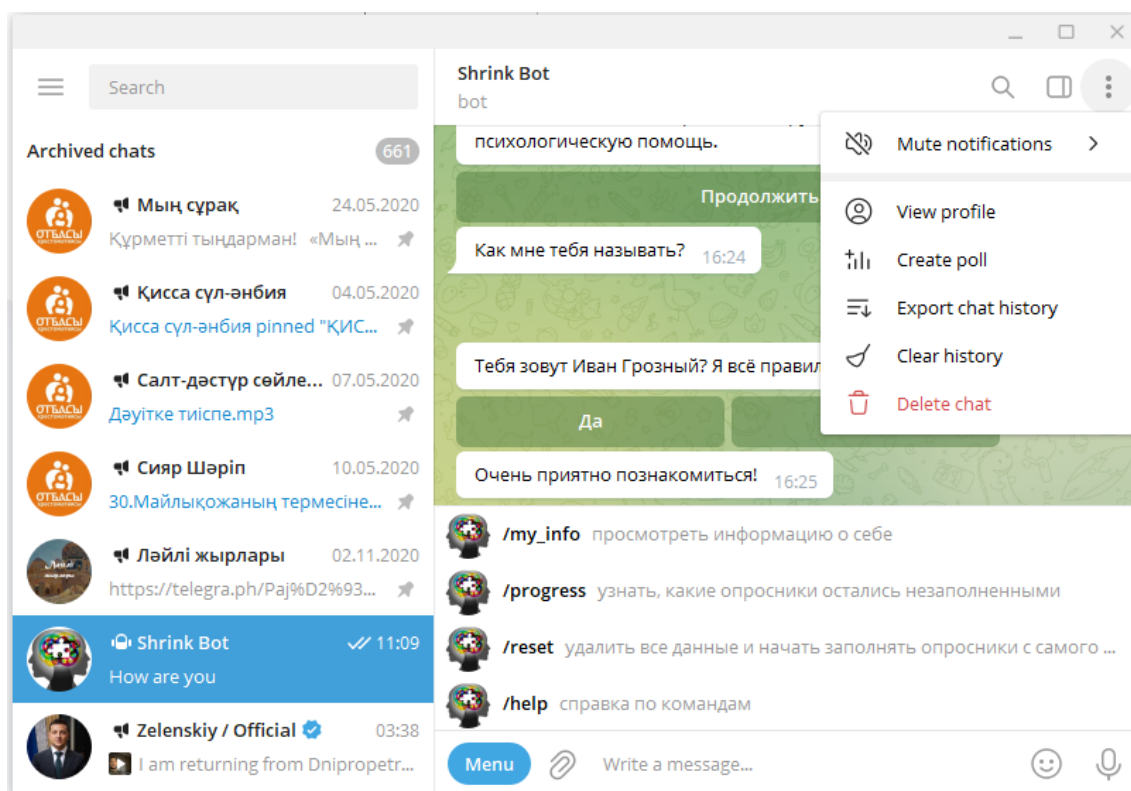 Search
Archived chats
661
Мың сұрақ 24.05.2020
Құрметті тыңдарман! «Мың ...
Қисса сүл-әнбия 04.05.2020
Қисса сүл-әнбия pinned "ҚИС...
Салт-дәстүр сөйле... 07.05.2020
Дәуітке тиіспе.mp3
Сияр Шәріп 10.05.2020
30.Майлықожаның термесіне...
Ләйлі жырлары 02.11.2020
https://telegra.ph/Paj%D2%93...
Shrink Bot 11:09
How are you
Zelenskiy / Official 03:38
I am returning from Dnipropetr...
ОТБАСЫ
ОТБАСЫ
ОТБАСЫ
ОТБАСЫ
Shrink Bot
bot
психологическую помощь.
Продолжить
Как мне тебя называть? 16:24
Тебя зовут Иван Грозный? Я всё правил
Да
Очень приятно познакомиться! 16:25
/my_info просмотреть информацию о себе
/progress узнать, какие опросники остались незаполненными
/reset удалить все данные и начать заполнять опросники с самого ...
/help справка по командам
Menu
Write a message...
Mute notifications
View profile
Create poll
Export chat history
Clear history
Delete chat